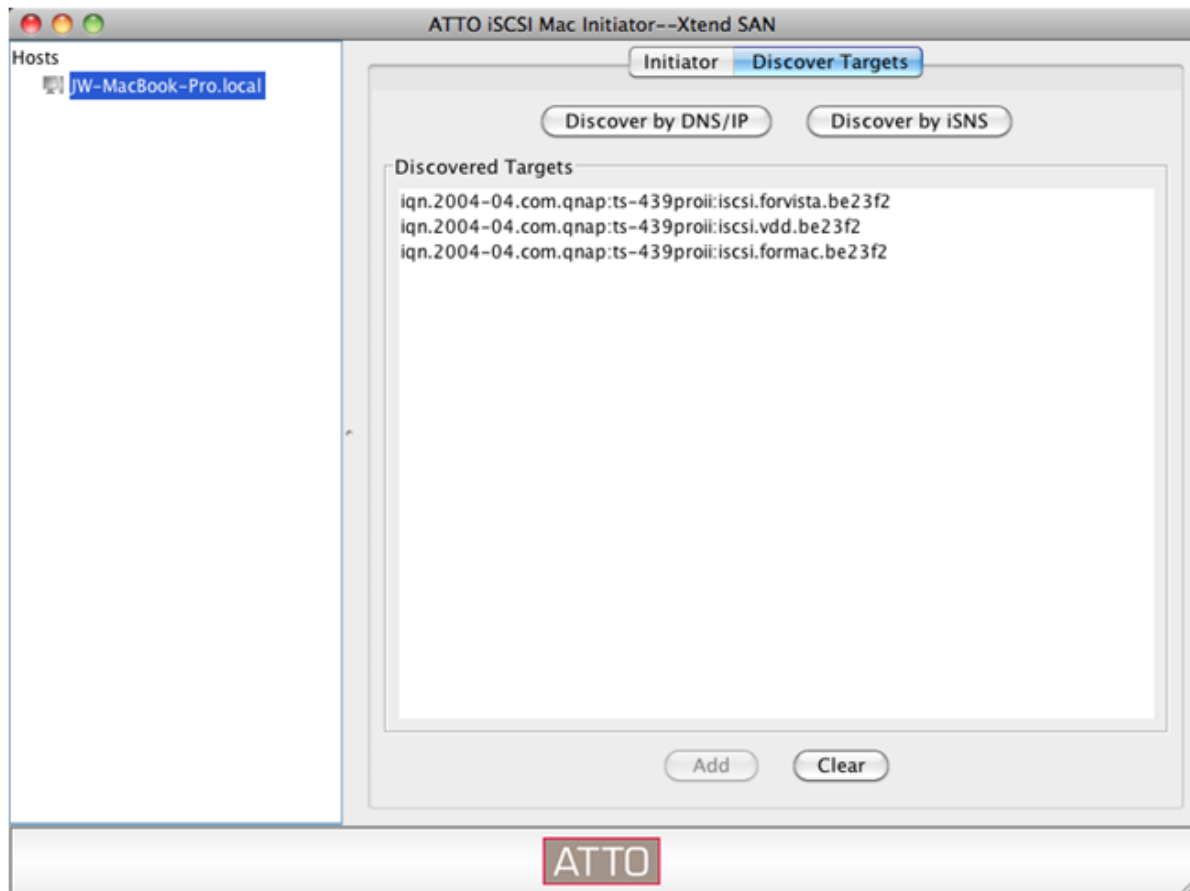 ATTO iSCSI Mac Initiator--Xtend SAN
Hosts
JW-MacBook-Pro.local
Initiator
Discover Targets
Discover by DNS/IP
Discover by iSNS
Discovered Targets
iqn.2004-04.com.qnap:ts-439proii:iscsi.forvista.be23f2
iqn.2004-04.com.qnap:ts-439proii:iscsi.vdd.be23f2
iqn.2004-04.com.qnap:ts-439proii:iscsi.formac.be23f2
Add
Clear
ATTO